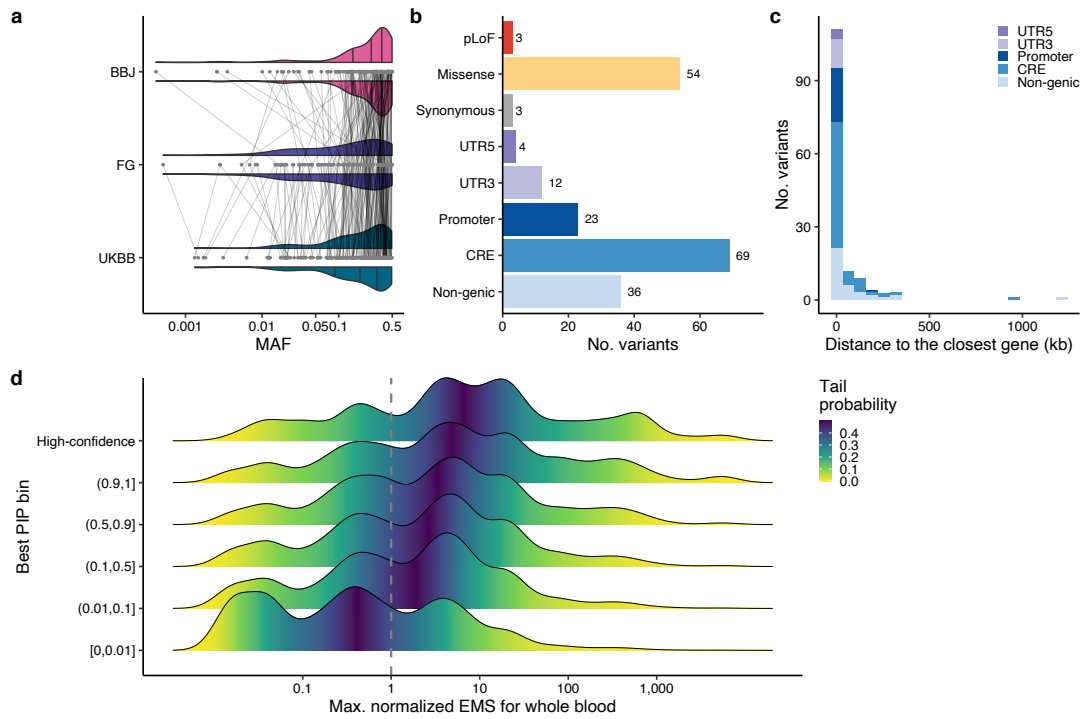 a
BBJ
FG
UKBB
0.001
0.01
0.05
0.1
0.5
MAF
b
pLoF
3
Missense
54
Synonymous
3
UTR5
4
UTR3
12
Promoter
23
CRE
69
Non-genic
36
0
20
40
60
No. variants
c
No. variants
90
60
30
0
UTR5
UTR3
Promoter
CRE
Non-genic
0
500
1000
Distance to the closest gene (kb)
d
Best PIP bin
High-confidence
(0.9,1]
(0.5,0.9]
(0.1,0.5]
(0.01,0.1]
[0,0.01]
0.1
1
10
100
1,000
Max. normalized EMS for whole blood
Tail
probability
0.4
0.3
0.2
0.1
0.0